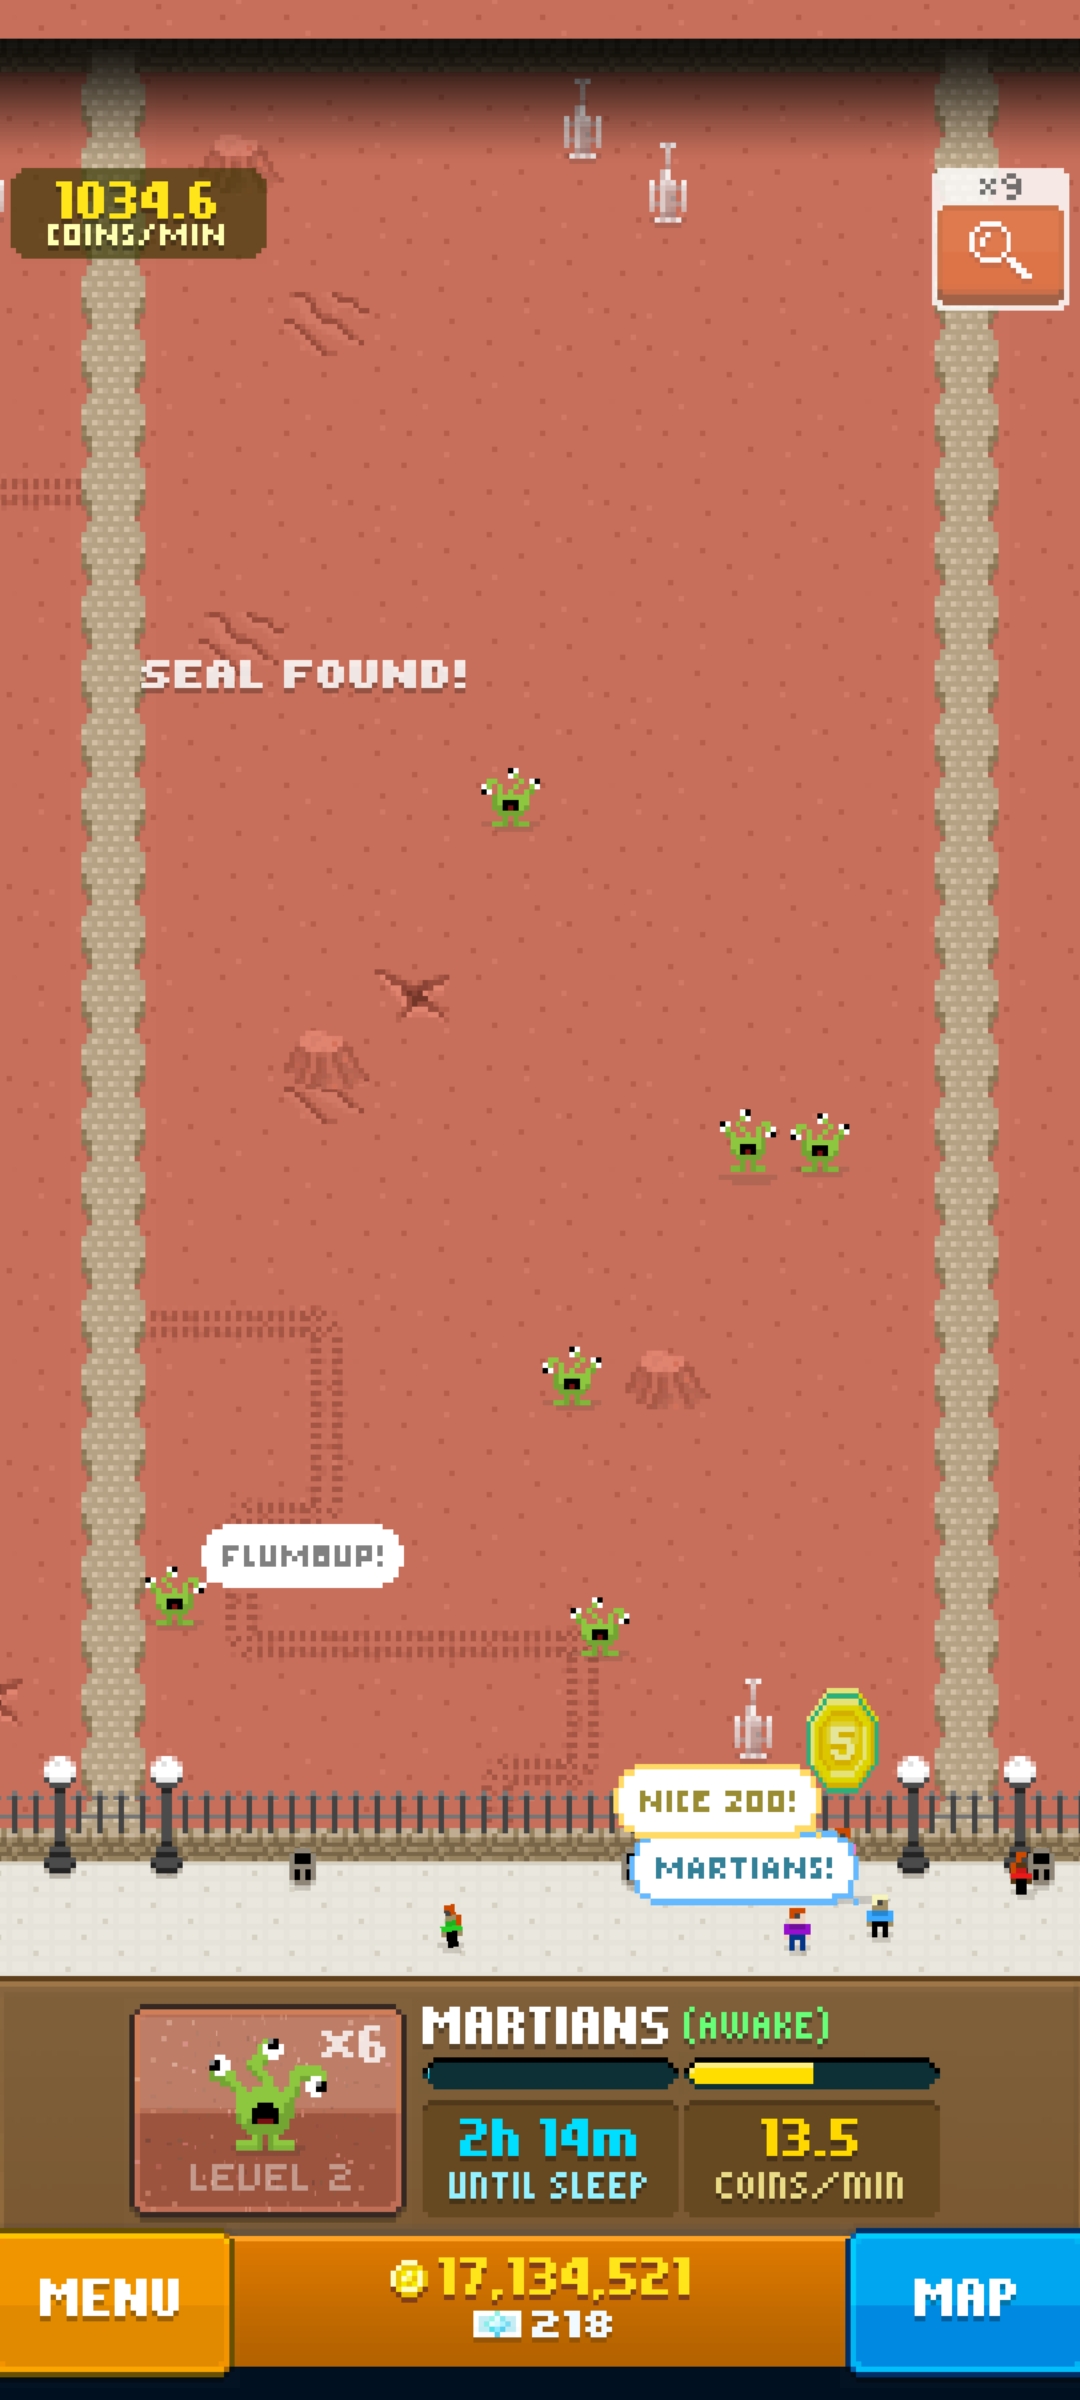 1034.6
COINS/MIN
x9
SEAL FOUND!
FLUMOUP!
5
NICE ZOO!
MARTIANS!
x6
LEVEL 2
MARTIANS (AWAKE)
2h 14m
UNTIL SLEEP
13.5
COINS/MIN
MENU
17,134,521
218
MAP